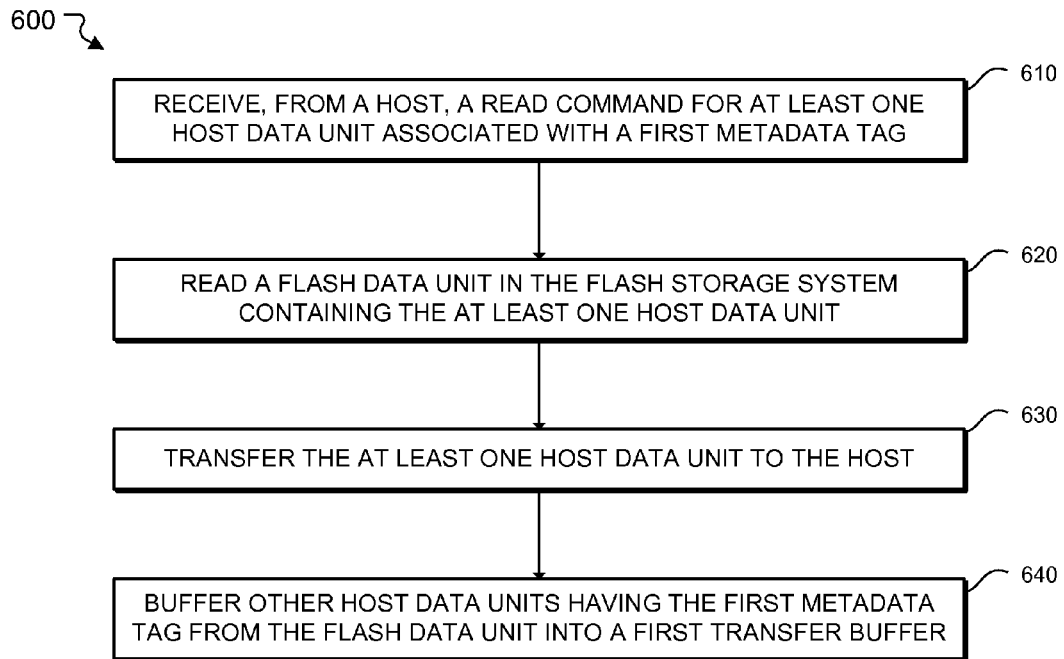 600
610
RECEIVE, FROM A HOST, A READ COMMAND FOR AT LEAST ONE
HOST DATA UNIT ASSOCIATED WITH A FIRST METADATA TAG
620
READ A FLASH DATA UNIT IN THE FLASH STORAGE SYSTEM
CONTAINING THE AT LEAST ONE HOST DATA UNIT
630
TRANSFER THE AT LEAST ONE HOST DATA UNIT TO THE HOST
640
BUFFER OTHER HOST DATA UNITS HAVING THE FIRST METADATA
TAG FROM THE FLASH DATA UNIT INTO A FIRST TRANSFER BUFFER